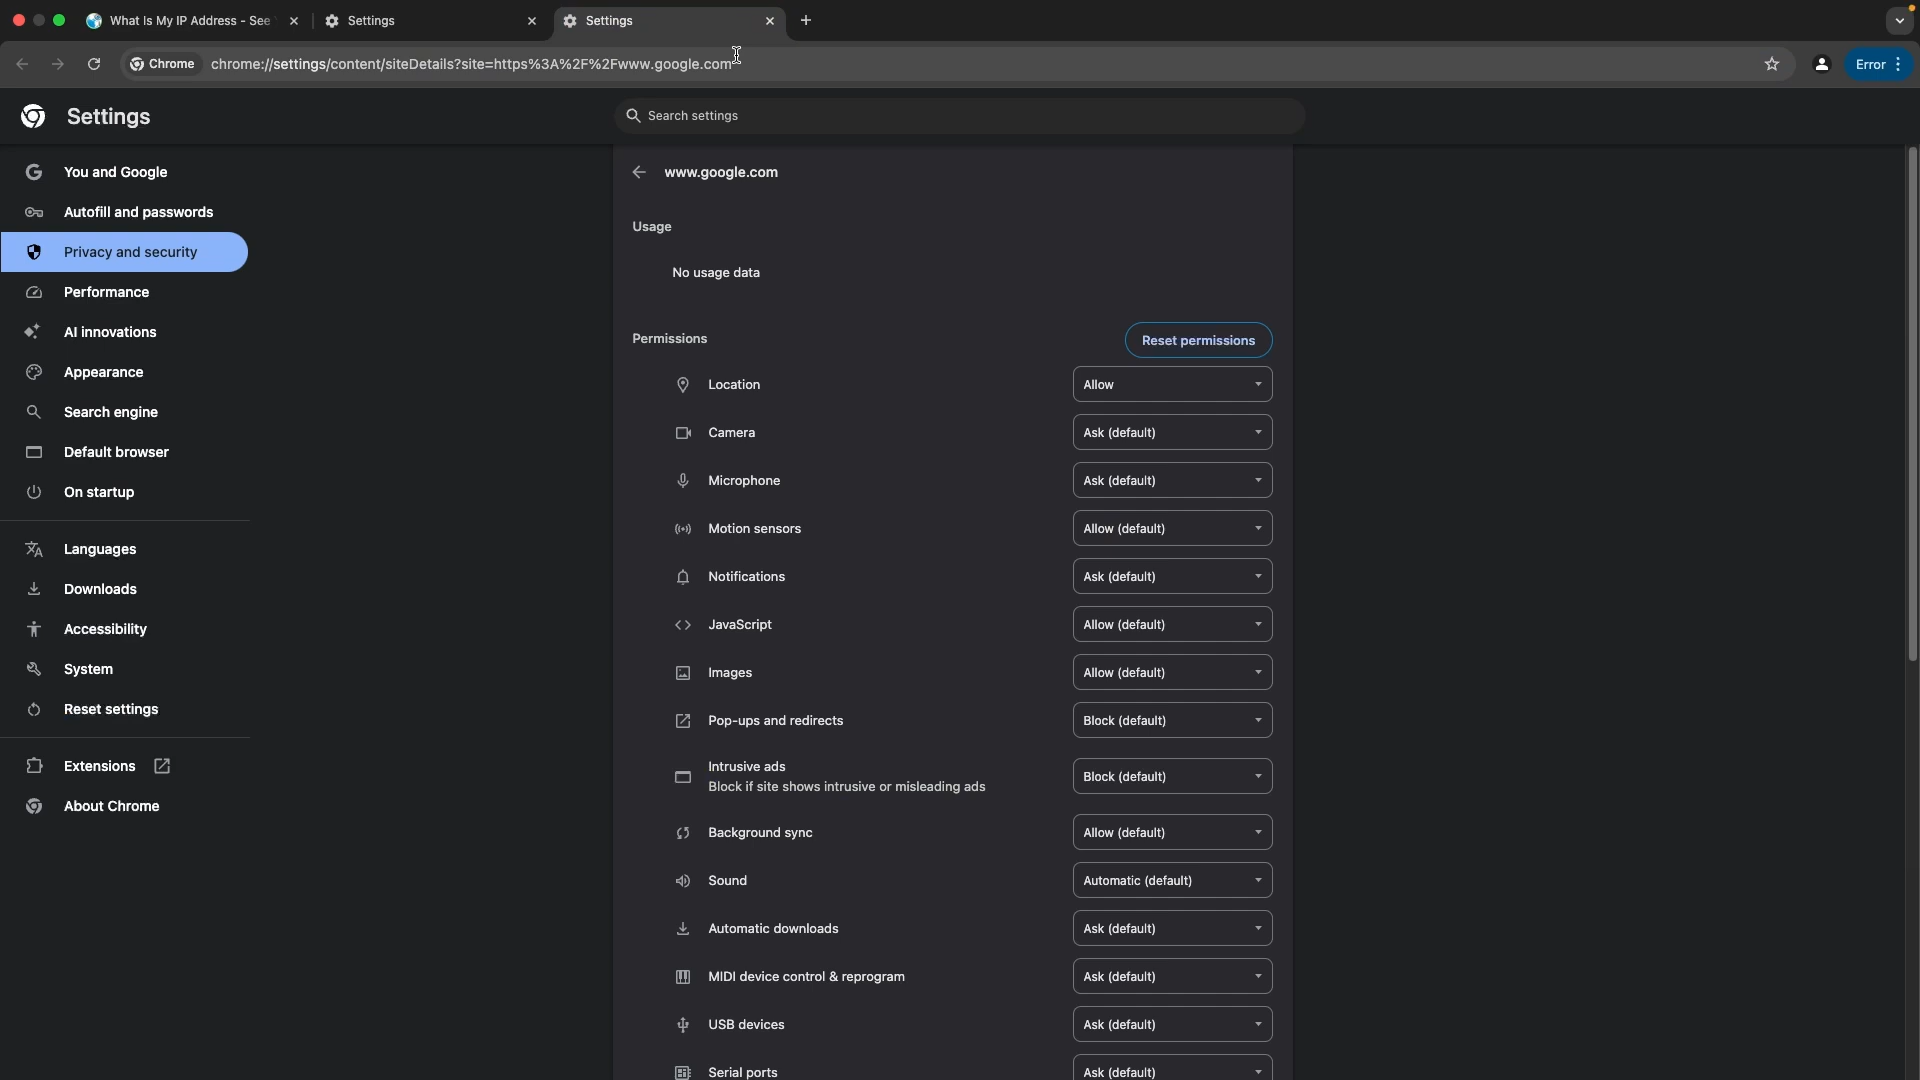 What Is My IP Address - See
Settings
Settings
Chrome
chrome://settings/content/siteDetails?site=https%3A%2F%2Fwww.google.com
Error
Settings
Search settings
You and Google
Autofill and passwords
Privacy and security
Performance
AI innovations
Appearance
Search engine
Default browser
On startup
Languages
Downloads
Accessibility
System
Reset settings
Extensions
About Chrome
www.google.com
Usage
No usage data
Permissions
Reset permissions
Location
Allow
Camera
Ask (default)
Microphone
Ask (default)
Motion sensors
Allow (default)
Notifications
Ask (default)
JavaScript
Allow (default)
Images
Allow (default)
Pop-ups and redirects
Block (default)
Intrusive ads
Block if site shows intrusive or misleading ads
Block (default)
Background sync
Allow (default)
Sound
Automatic (default)
Automatic downloads
Ask (default)
MIDI device control & reprogram
Ask (default)
USB devices
Ask (default)
Serial ports
Ask (default)